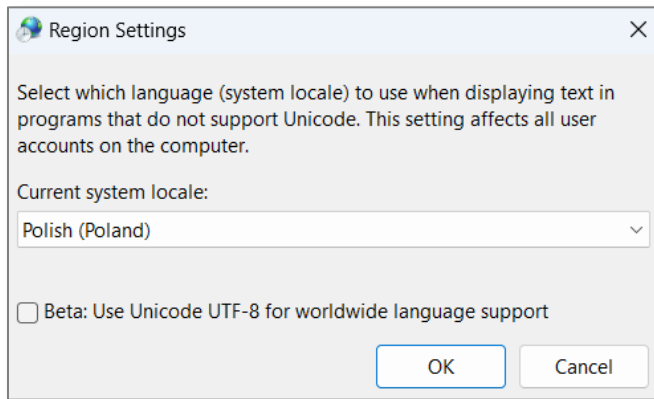 Region Settings
Select which language (system locale) to use when displaying text in
programs that do not support Unicode. This setting affects all user
accounts on the computer.
Current system locale:
Polish (Poland)
Beta: Use Unicode UTF-8 for worldwide language support
OK
Cancel